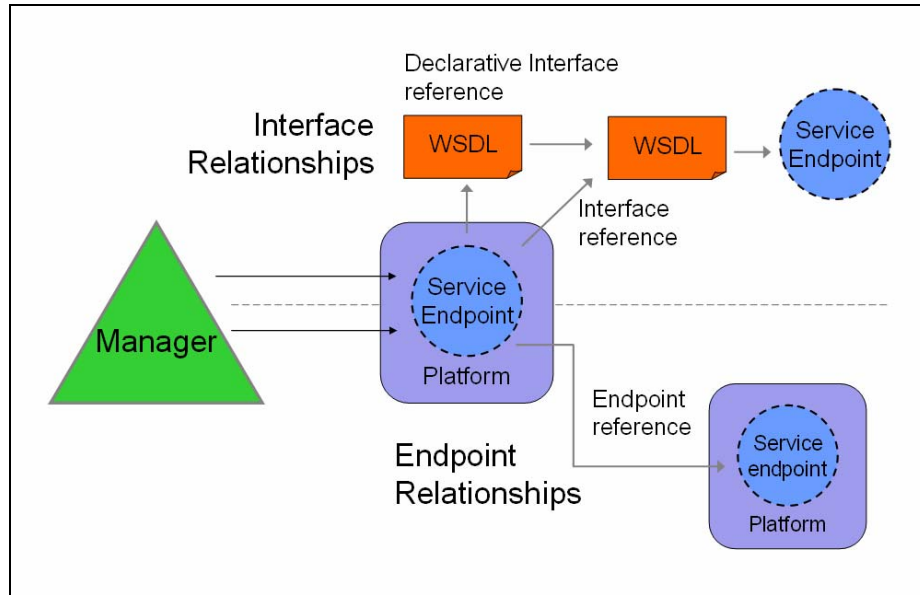 Declarative Interface
reference
Interface
Relationships
WSDL
WSDL
Service
Endpoint
Interface
reference
Service
Endpoint
Platform
Manager
Endpoint
reference
Endpoint
Relationships
Service
endpoint
Platform